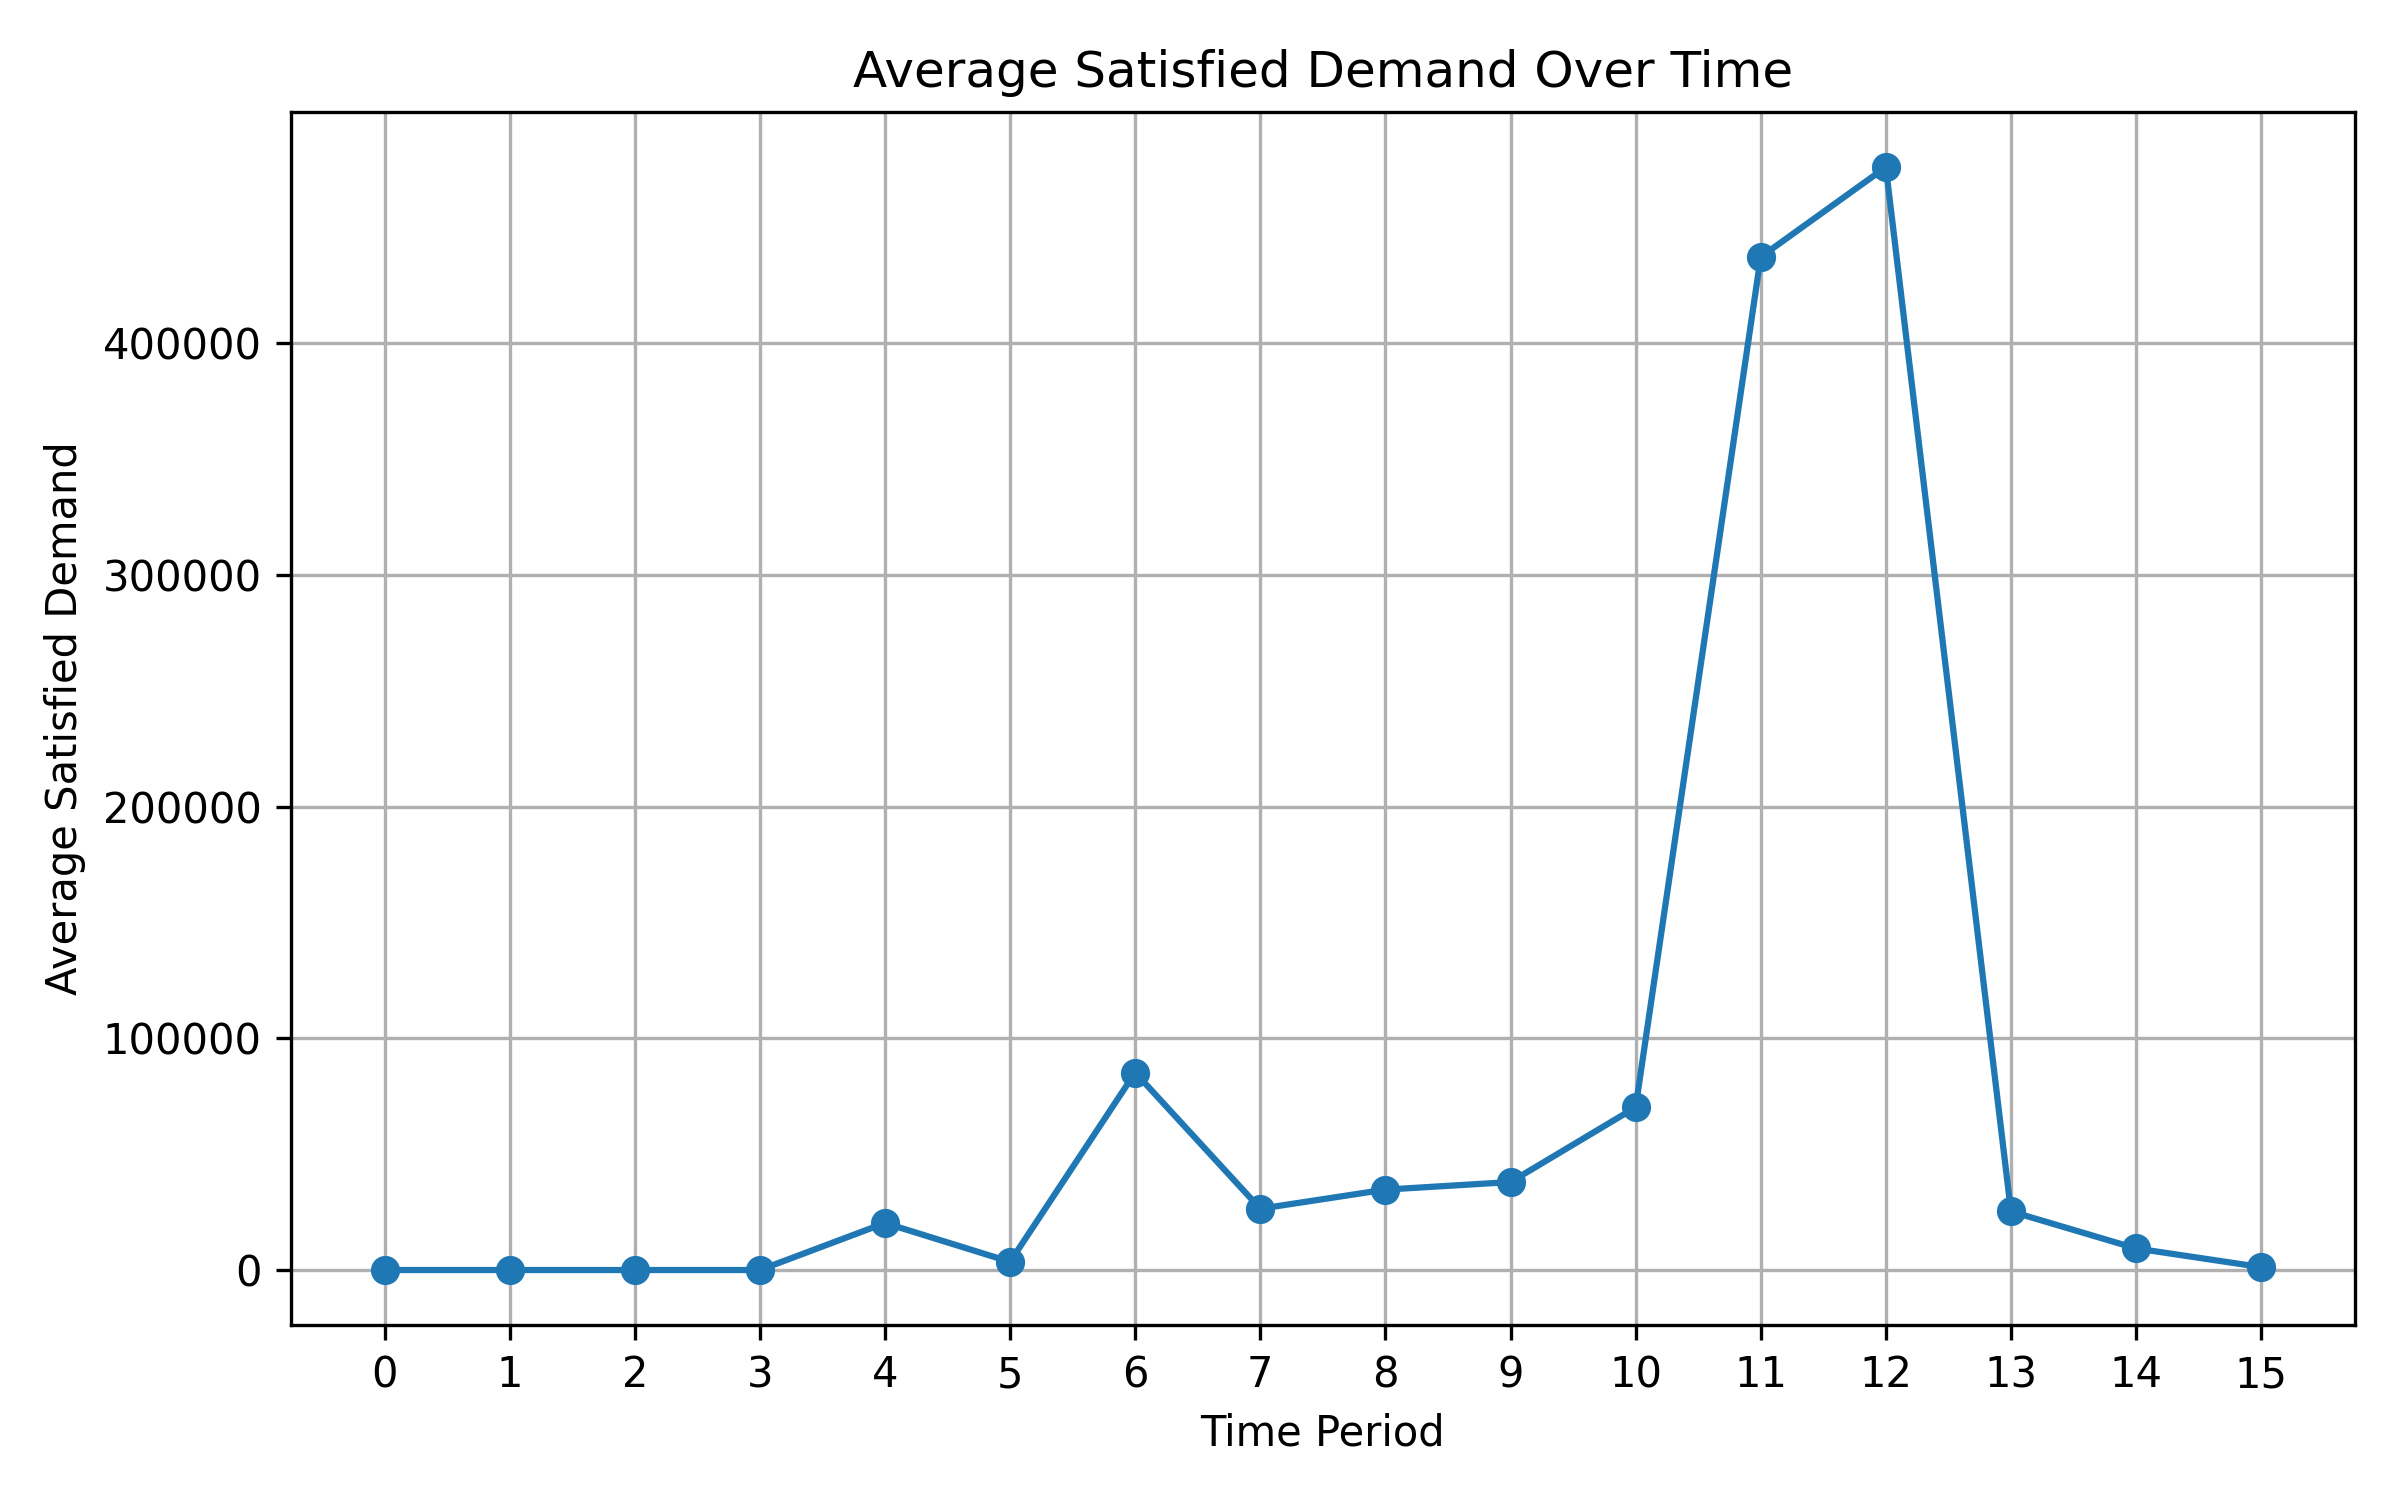 Average Satisfied Demand Over Time
Average Satisfied Demand
400000
300000
200000
100000
0
0 1 2 3 4 5 6 7 8 9 10 11 12 13 14 15
Time Period